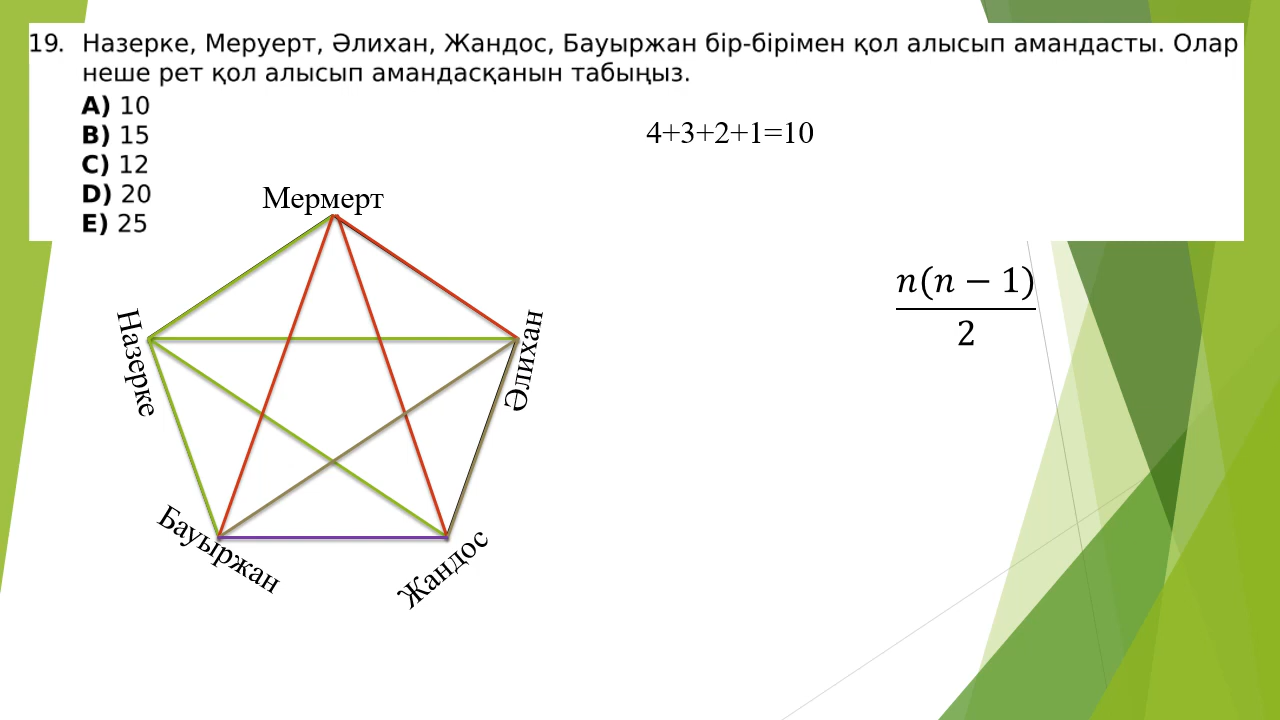 19. Назерке, Меруерт, Әлихан, Жандос, Бауыржан бір-бірімен қол алысып амандасты. Олар
неше рет қол алысып амандасқанын табыңыз.
A) 10
B) 15
C) 12
D) 20
E) 25
4+3+2+1=10
Мермерт
n(n − 1)
2
Назерке
Әлихан
Бауыржан
Жандос